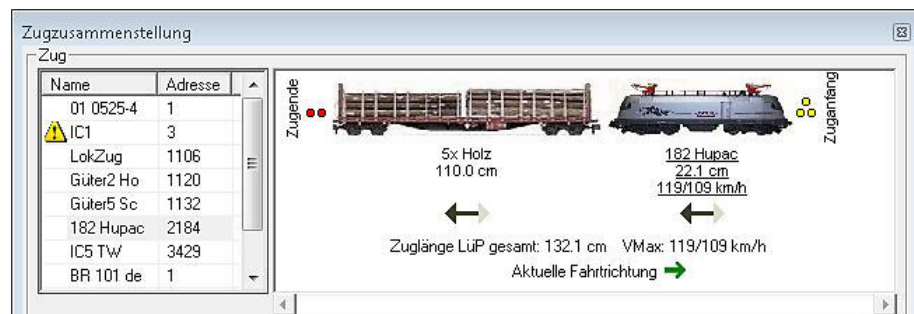 Zugzusammenstellung
Zug
Name Adresse
01 0525-4 1
IC1 3
LokZug 1106
Güter2 Ho 1120
Güter5 Sc 1132
182 Hupac 2184
IC5 TW 3429
BR 101 de 1
Zugende
Zuganfang
5x Holz
110.0 cm
182 Hupac
22.1 cm
119/109 km/h
Zuglänge LüP gesamt: 132.1 cm VMax: 119/109 km/h
Aktuelle Fahrtrichtung